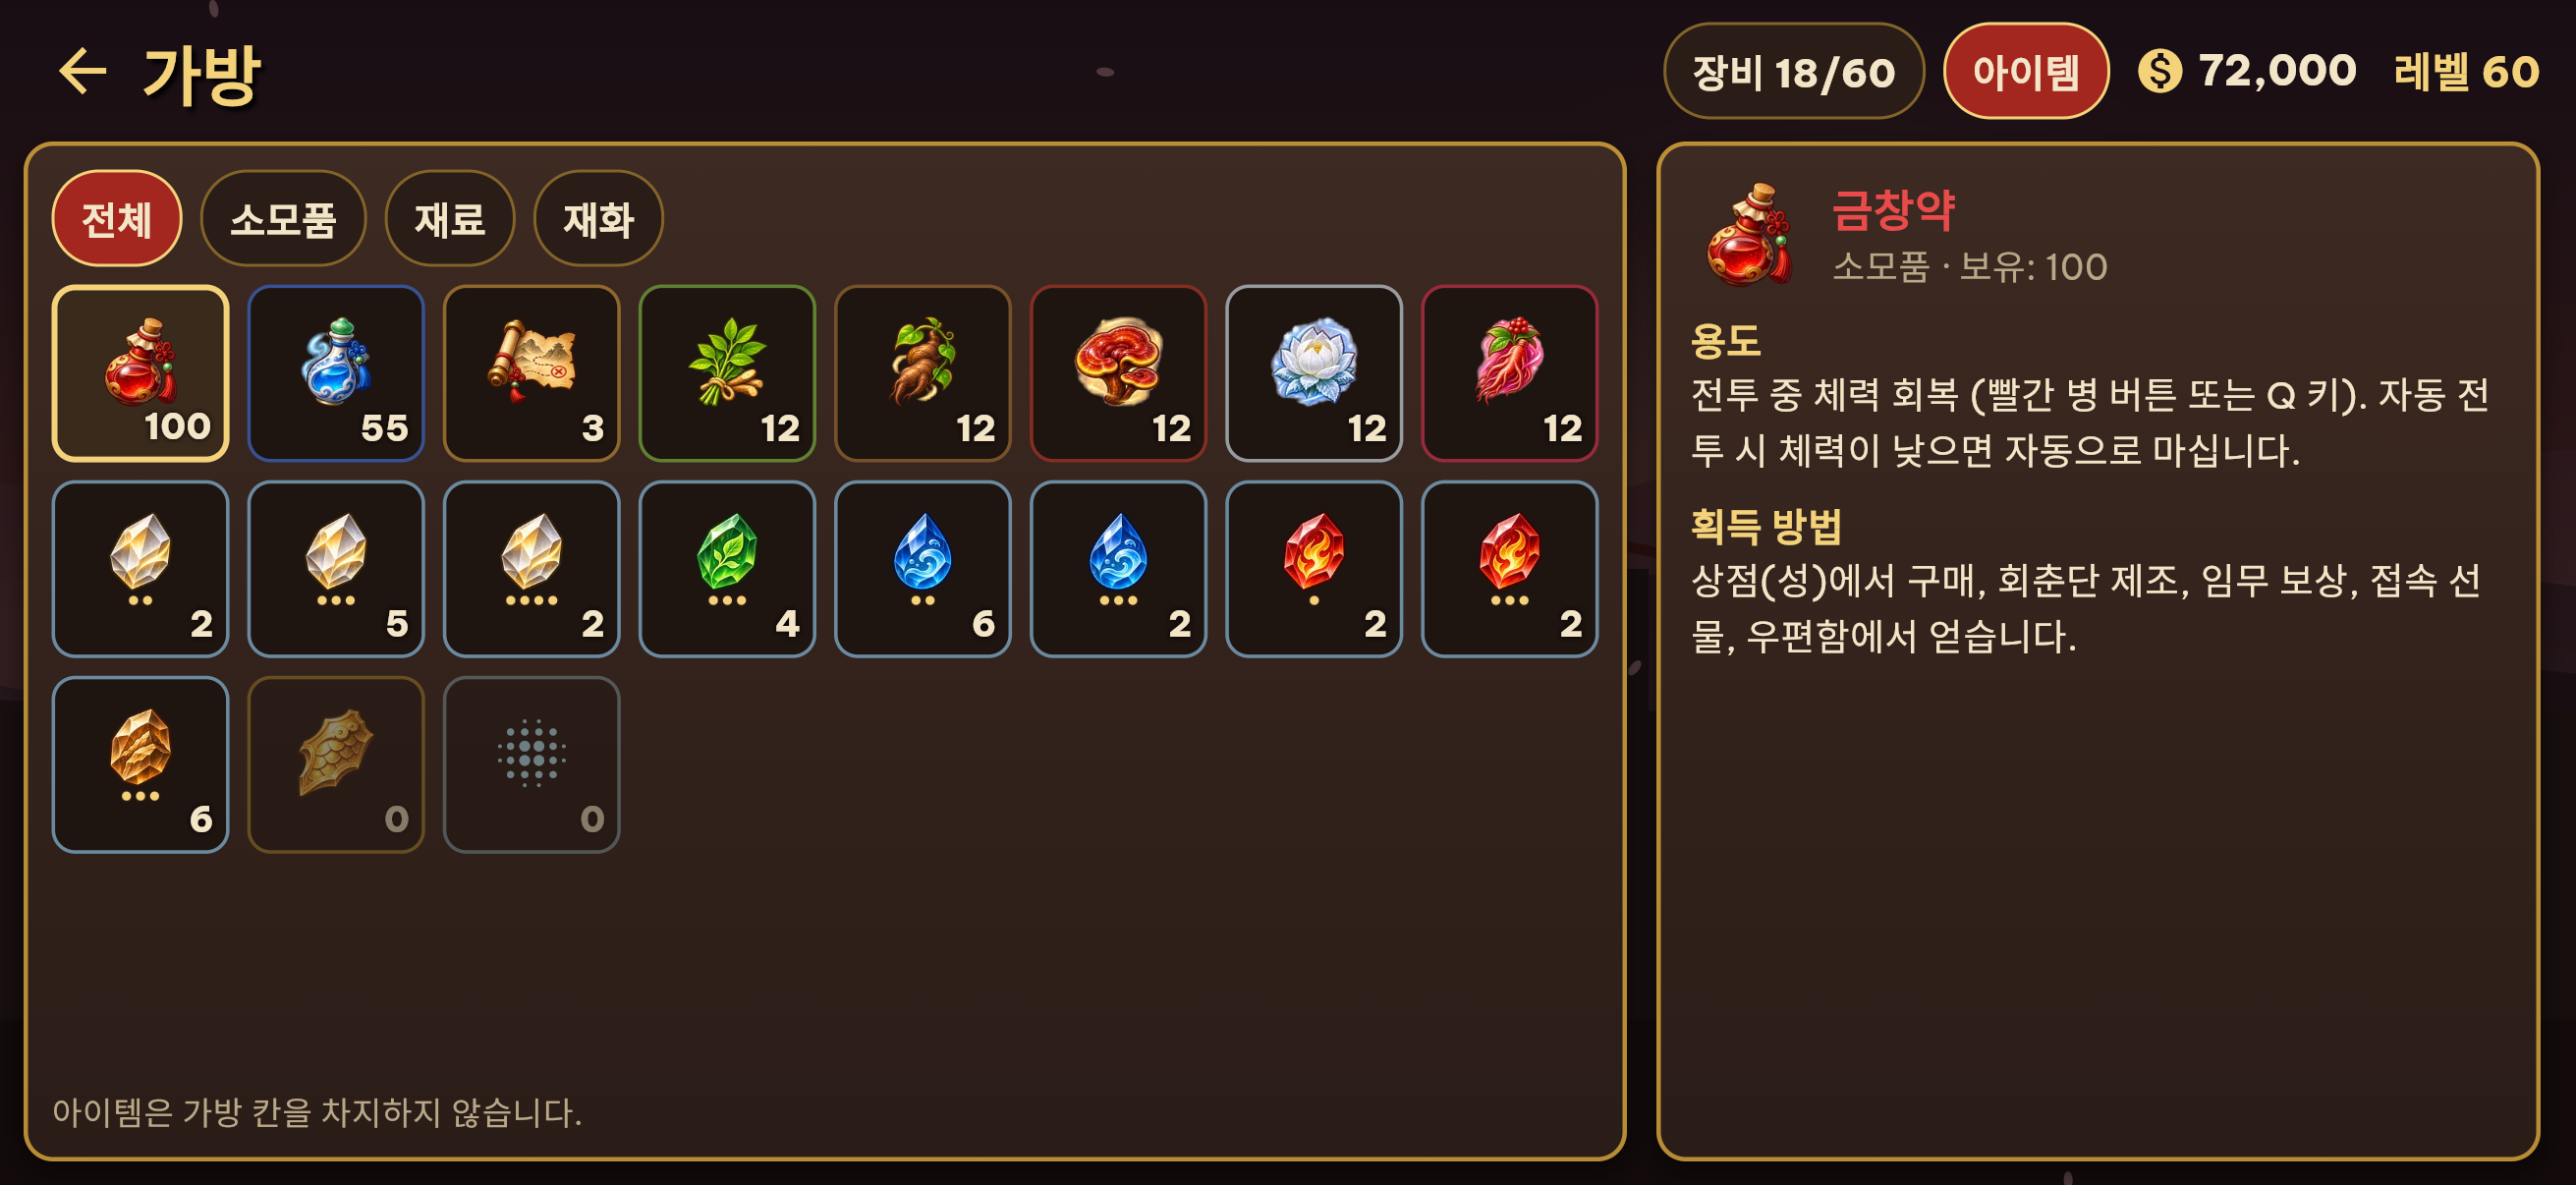 가방
장비 18/60
아이템
72,000
레벨 60
전체
소모품
재료
재화
100
55
3
12
12
12
12
12
2
5
2
4
6
2
2
2
6
0
0
아이템은 가방 칸을 차지하지 않습니다.
금창약
소모품 · 보유: 100
용도
전투 중 체력 회복 (빨간 병 버튼 또는 Q 키). 자동 전
투 시 체력이 낮으면 자동으로 마십니다.
획득 방법
상점(성)에서 구매, 회춘단 제조, 임무 보상, 접속 선
물, 우편함에서 얻습니다.